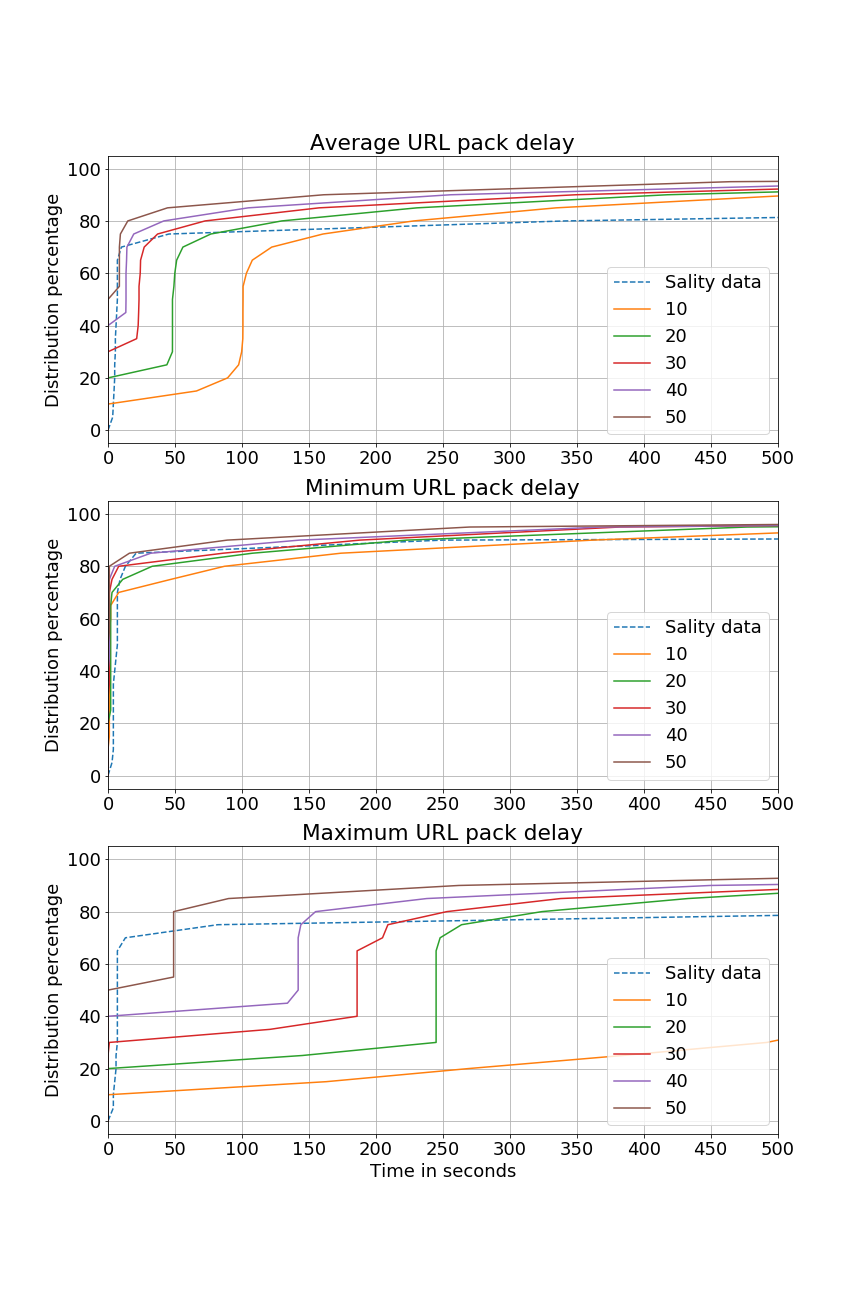 Average URL pack delay
Distribution percentage
100
80
60
40
20
0
0 50 100 150 200 250 300 350 400 450 500
Sality data
10
20
30
40
50
Minimum URL pack delay
Distribution percentage
100
80
60
40
20
0
0 50 100 150 200 250 300 350 400 450 500
Sality data
10
20
30
40
50
Maximum URL pack delay
Distribution percentage
100
80
60
40
20
0
0 50 100 150 200 250 300 350 400 450 500
Sality data
10
20
30
40
50
Time in seconds